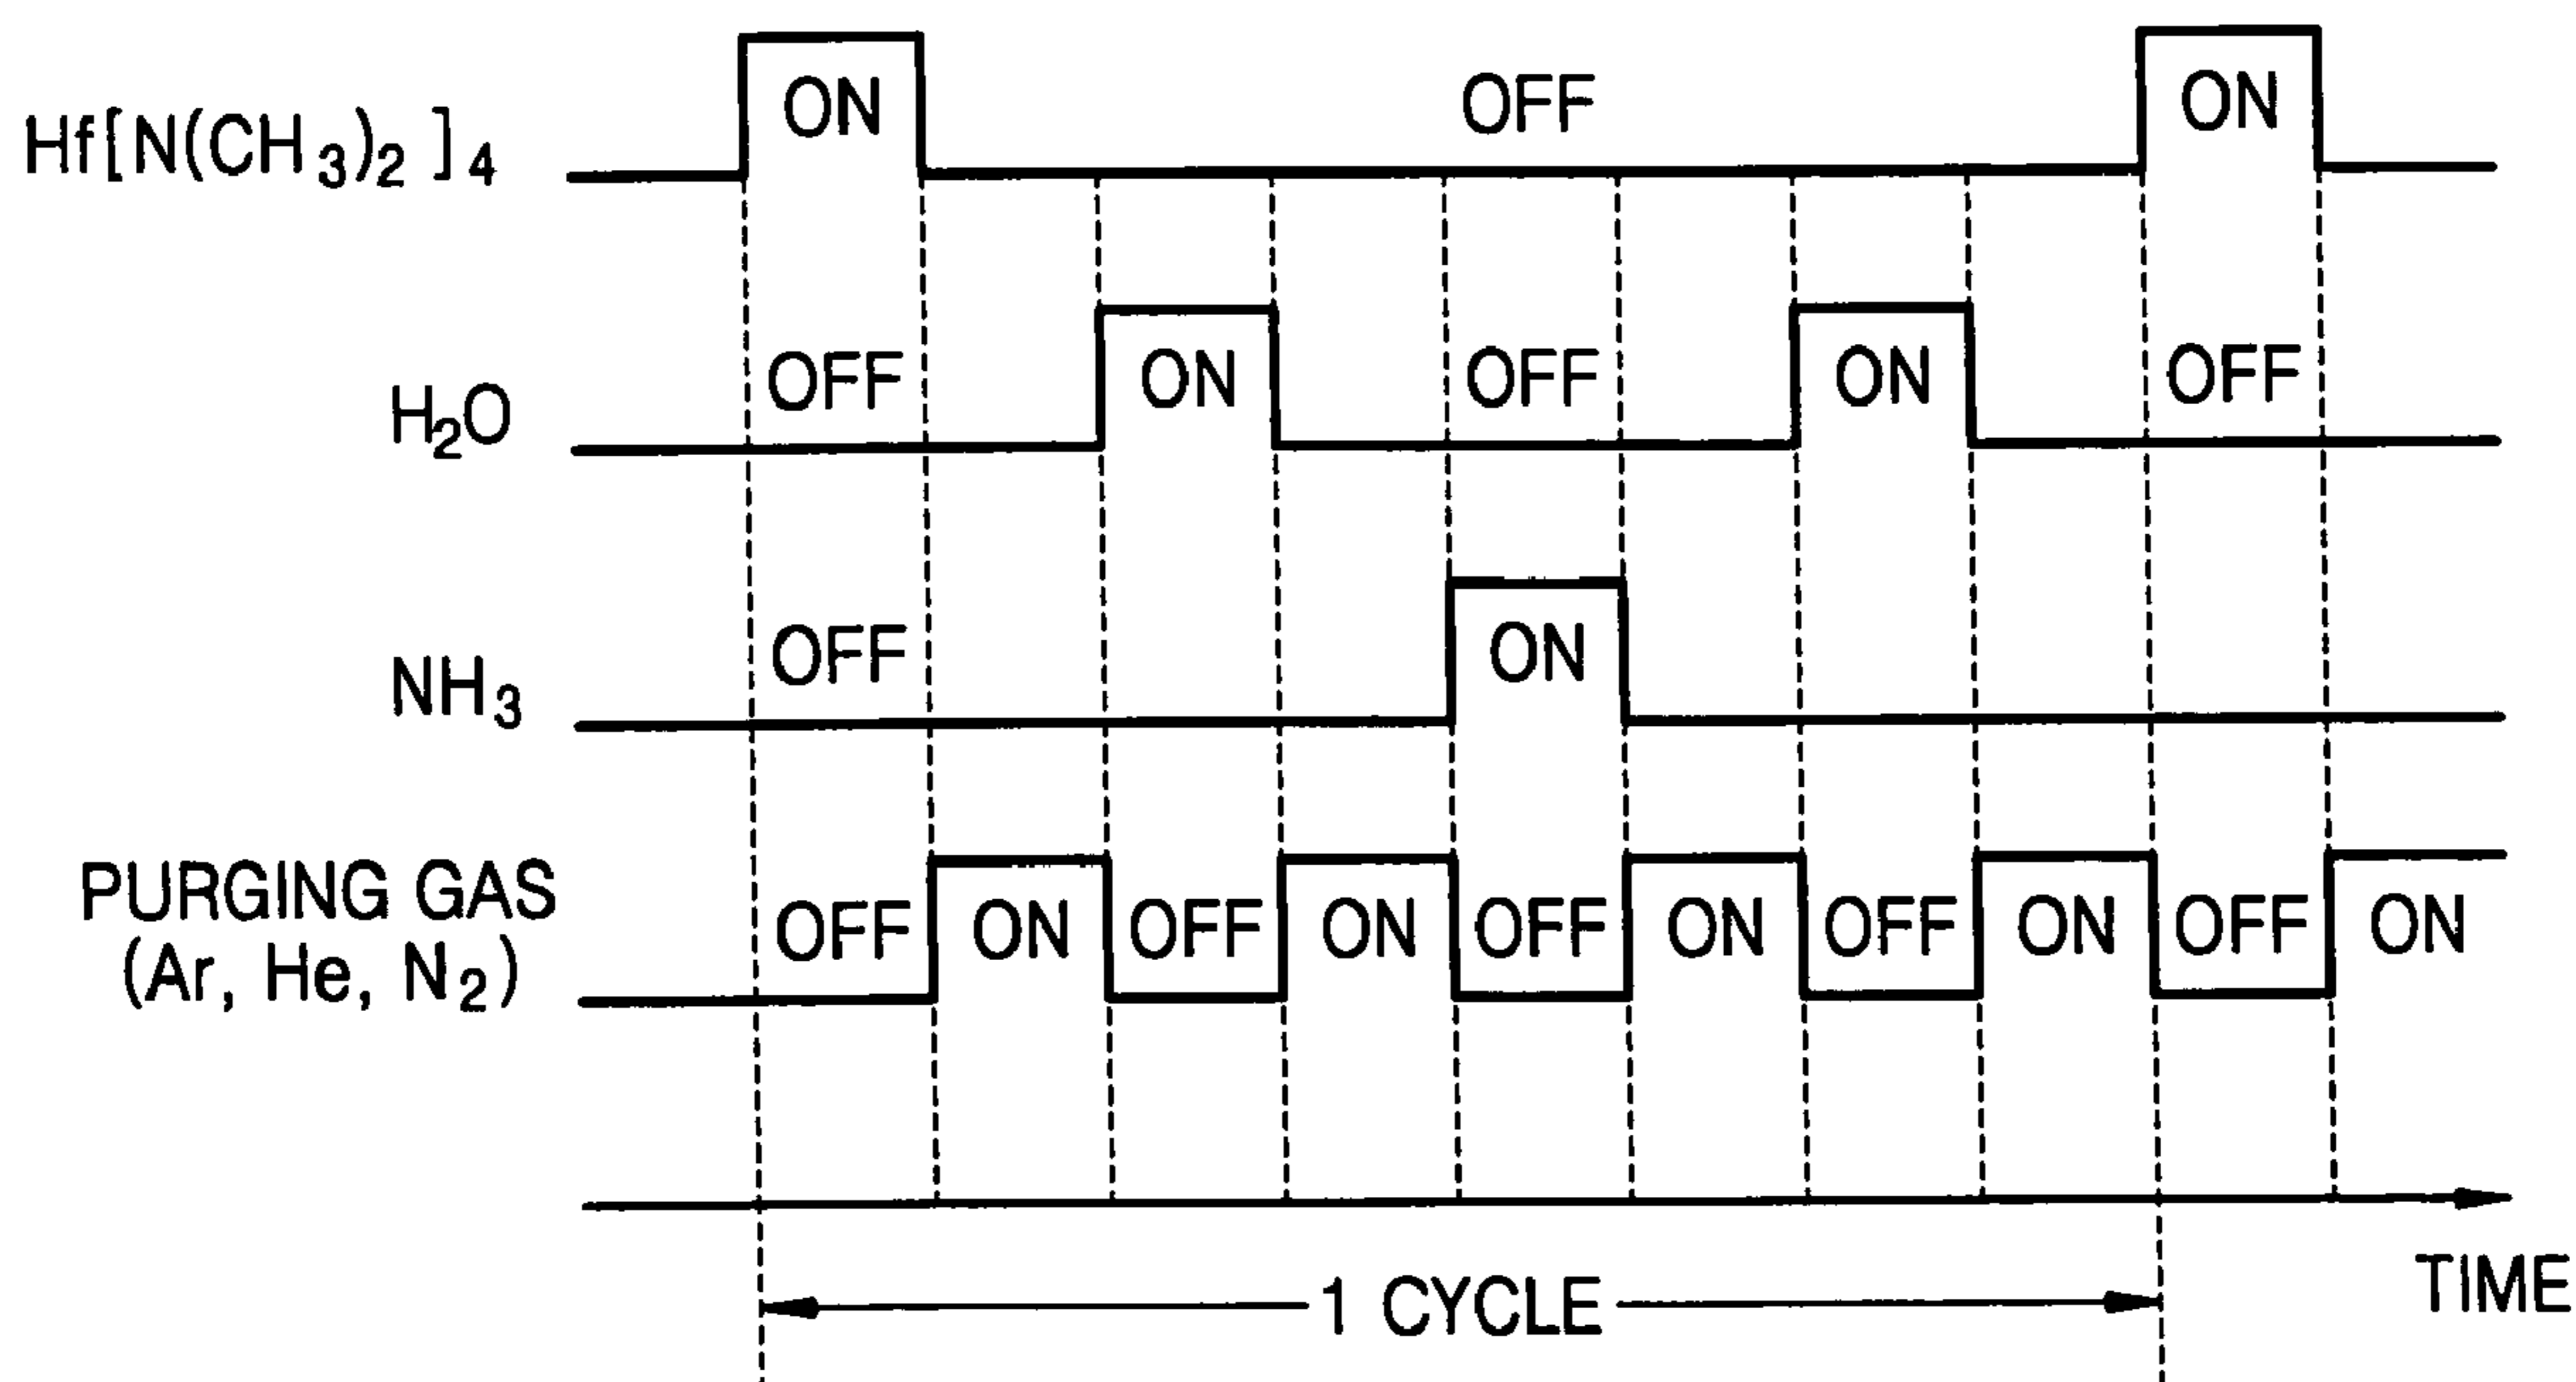 ON OFF ON
Hf[N(CH3)2 ]4
OFF ON OFF ON OFF
H2O
OFF ON
NH3
PURGING GAS
(Ar, He, N2)
OFF ON OFF ON OFF ON OFF ON OFF ON
TIME
1 CYCLE